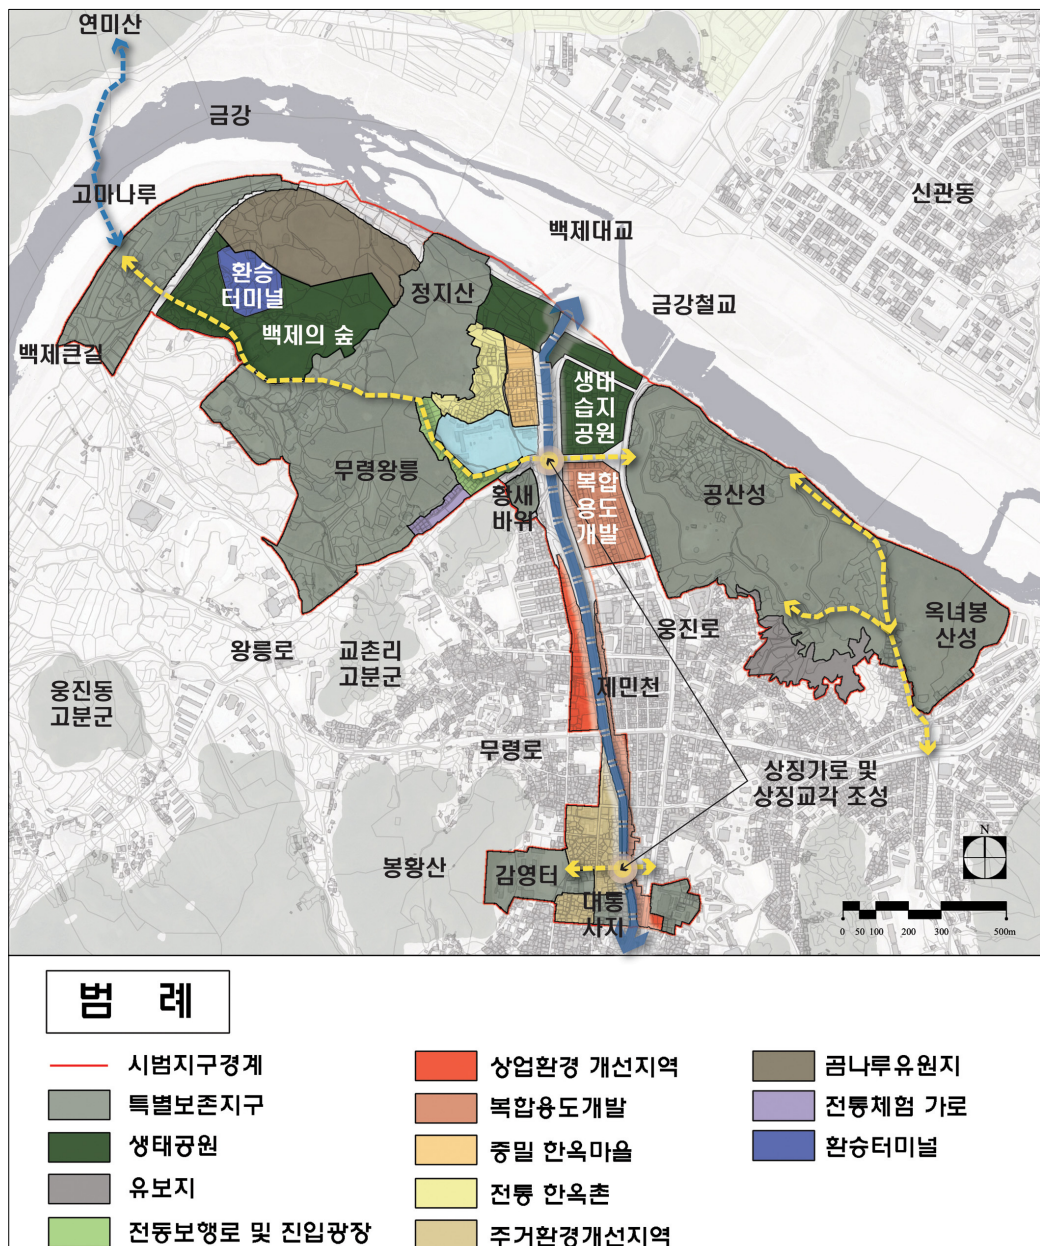 연미산
금강
고마나루
신관동
백제대교
환승
터미널
정지산
금강철교
백제의 숲
백제큰길
생태
습지
공원
무령왕릉
황새
바위
복합
용도
개발
공산성
옥녀봉
산성
왕릉로
교촌리
고분군
웅진로
웅진동
고분군
제민천
무령로
상징가로 및
상징교각 조성
봉황산
감영터
대통
사지
N
0 50 100 200 300 500m
범 례
시범지구경계
특별보존지구
생태공원
유보지
전동보행로 및 진입광장
상업환경 개선지역
복합용도개발
중밀 한옥마을
전통 한옥촌
주거환경개선지역
곰나루유원지
전통체험 가로
환승터미널